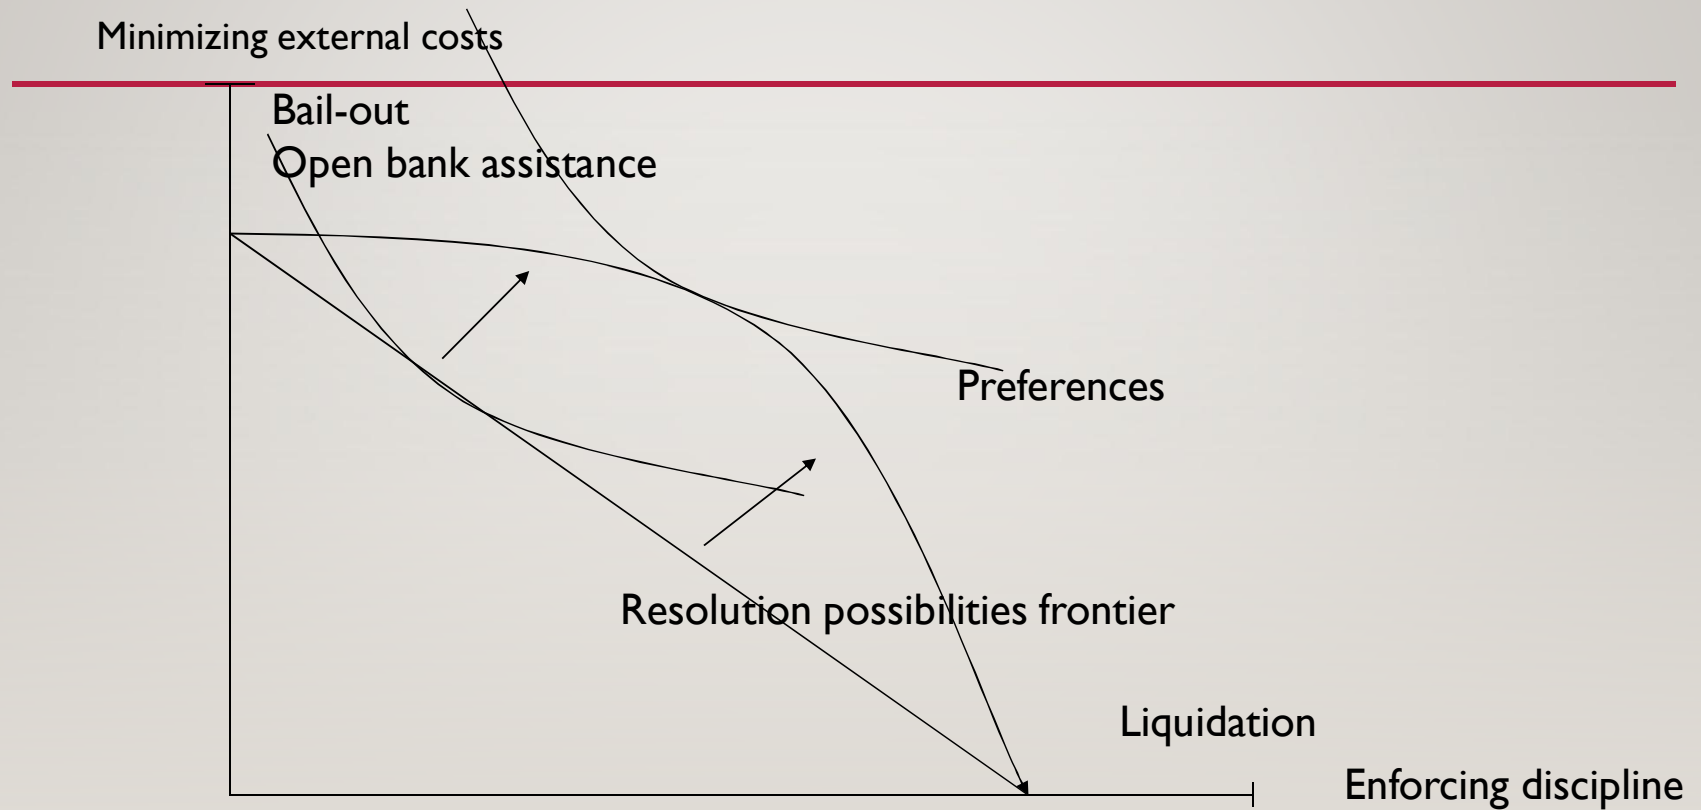 Minimizing external costs
Bail-out
Open bank assistance
Preferences
Resolution possibilities frontier
Liquidation
Enforcing discipline